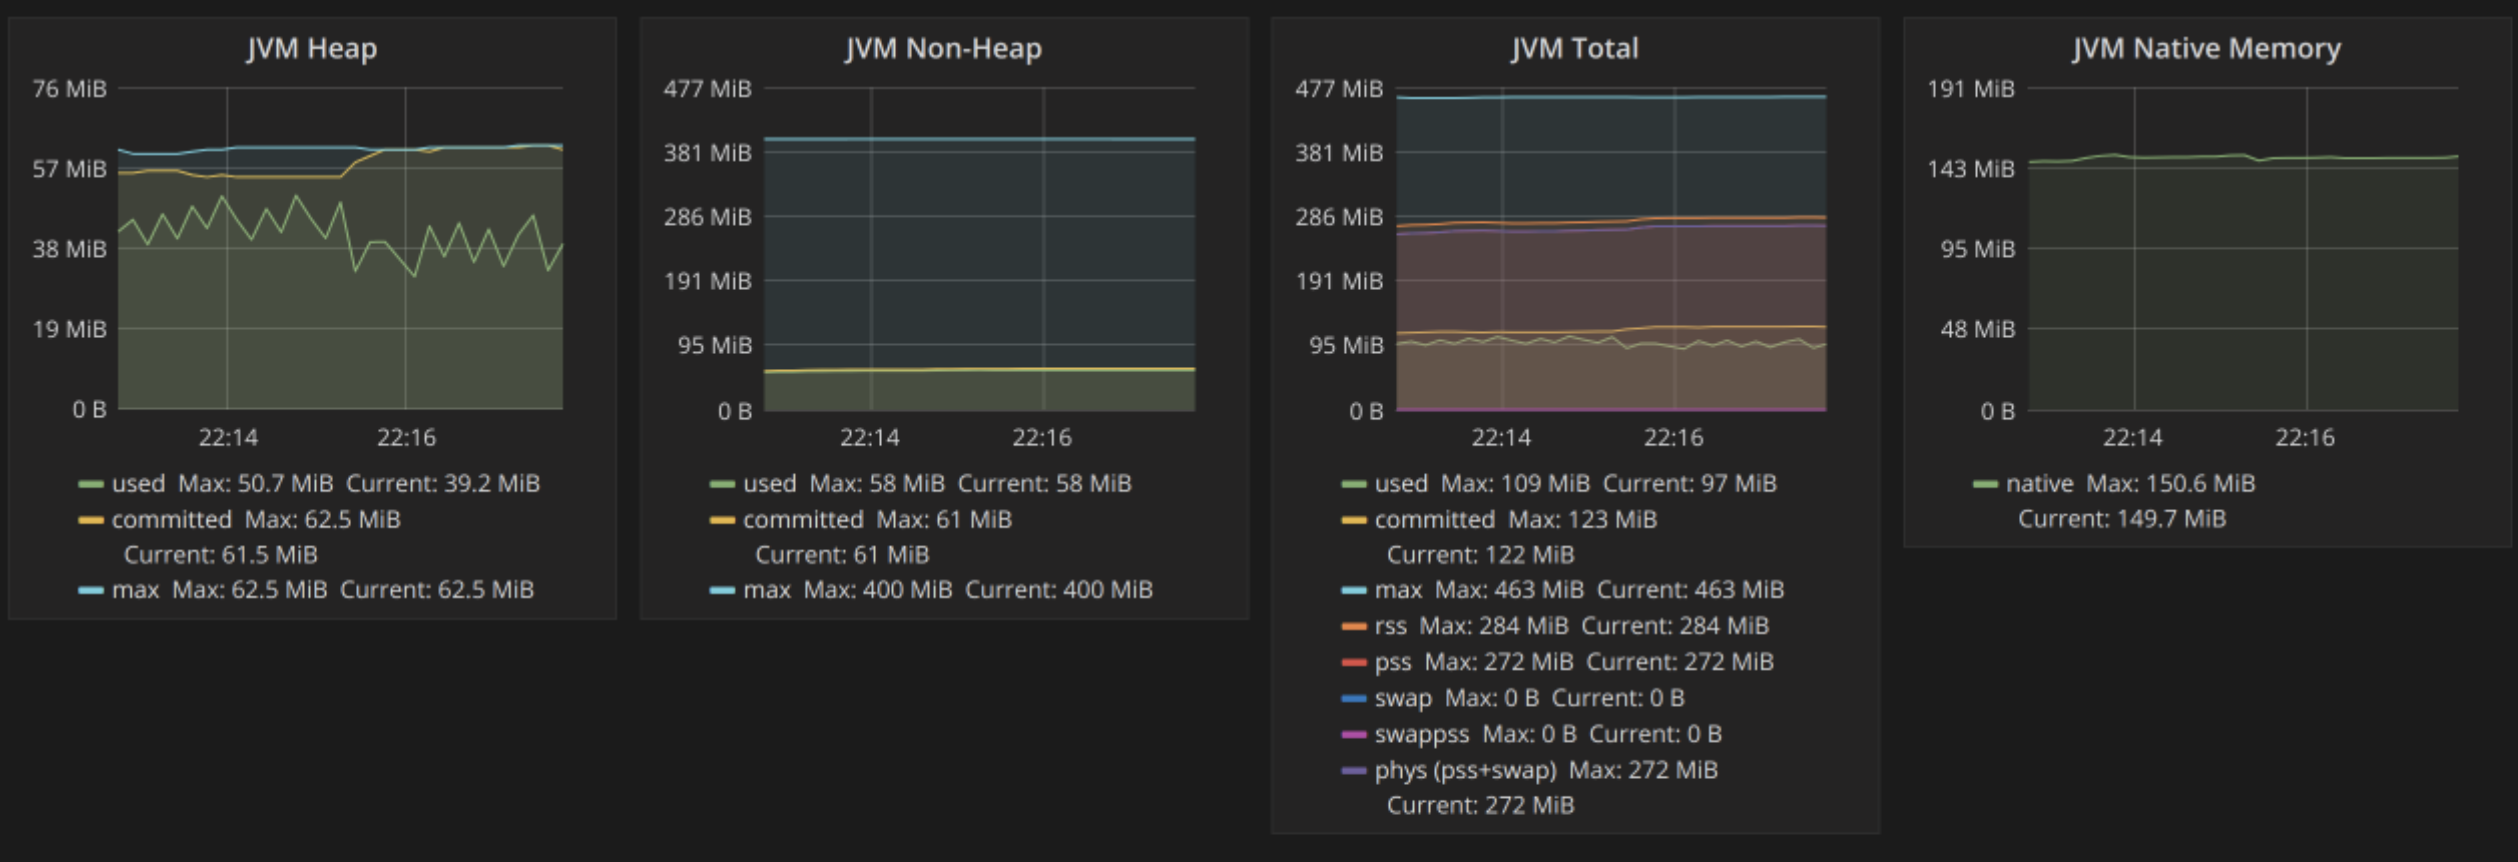 JVM Heap
76 MiB
57 MiB
38 MiB
19 MiB
0 B
22:14 22:16
used Max: 50.7 MiB Current: 39.2 MiB
committed Max: 62.5 MiB
Current: 61.5 MiB
max Max: 62.5 MiB Current: 62.5 MiB
JVM Non-Heap
477 MiB
381 MiB
286 MiB
191 MiB
95 MiB
0 B
22:14 22:16
used Max: 58 MiB Current: 58 MiB
committed Max: 61 MiB
Current: 61 MiB
max Max: 400 MiB Current: 400 MiB
JVM Total
477 MiB
381 MiB
286 MiB
191 MiB
95 MiB
0 B
22:14 22:16
used Max: 109 MiB Current: 97 MiB
committed Max: 123 MiB
Current: 122 MiB
max Max: 463 MiB Current: 463 MiB
rss Max: 284 MiB Current: 284 MiB
pss Max: 272 MiB Current: 272 MiB
swap Max: 0 B Current: 0 B
swappss Max: 0 B Current: 0 B
phys (pss+swap) Max: 272 MiB
Current: 272 MiB
JVM Native Memory
191 MiB
143 MiB
95 MiB
48 MiB
0 B
22:14 22:16
native Max: 150.6 MiB
Current: 149.7 MiB